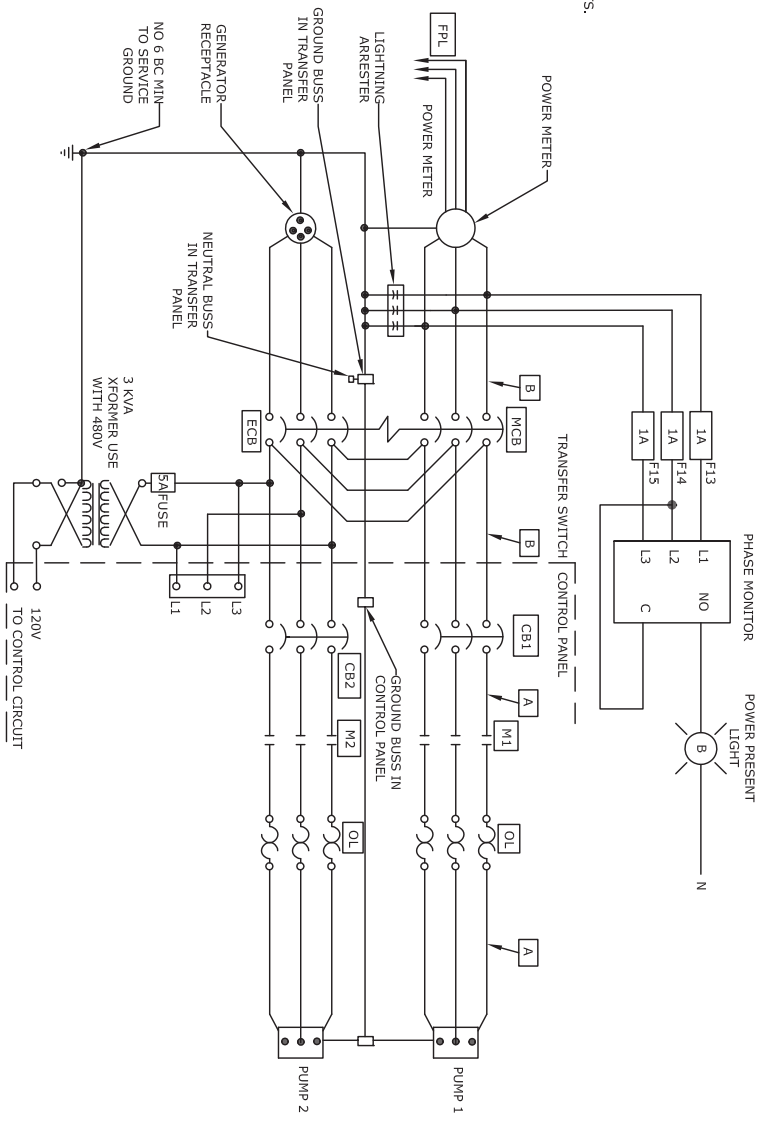 S.
PHASE MONITOR
POWER PRESENT
LIGHT
B
N
F13
F14
F15
1A
1A
1A
L1
L2
L3
NO
C
POWER METER
FPL
POWER METER
LIGHTNING
ARRESTER
GROUND BUSS
IN TRANSFER
PANEL
GENERATOR
RECEPTACLE
NO 6 BC MIN
TO SERVICE
GROUND
NEUTRAL BUSS
IN TRANSFER
PANEL
TRANSFER SWITCH
CONTROL PANEL
B
MCB
B
CB1
A
M1
OL
A
PUMP 1
GROUND BUSS IN
CONTROL PANEL
ECB
CB2
M2
OL
PUMP 2
3 KVA
XFORMER USE
WITH 480V
5A
FUSE
L3
L2
L1
120V
TO CONTROL CIRCUIT